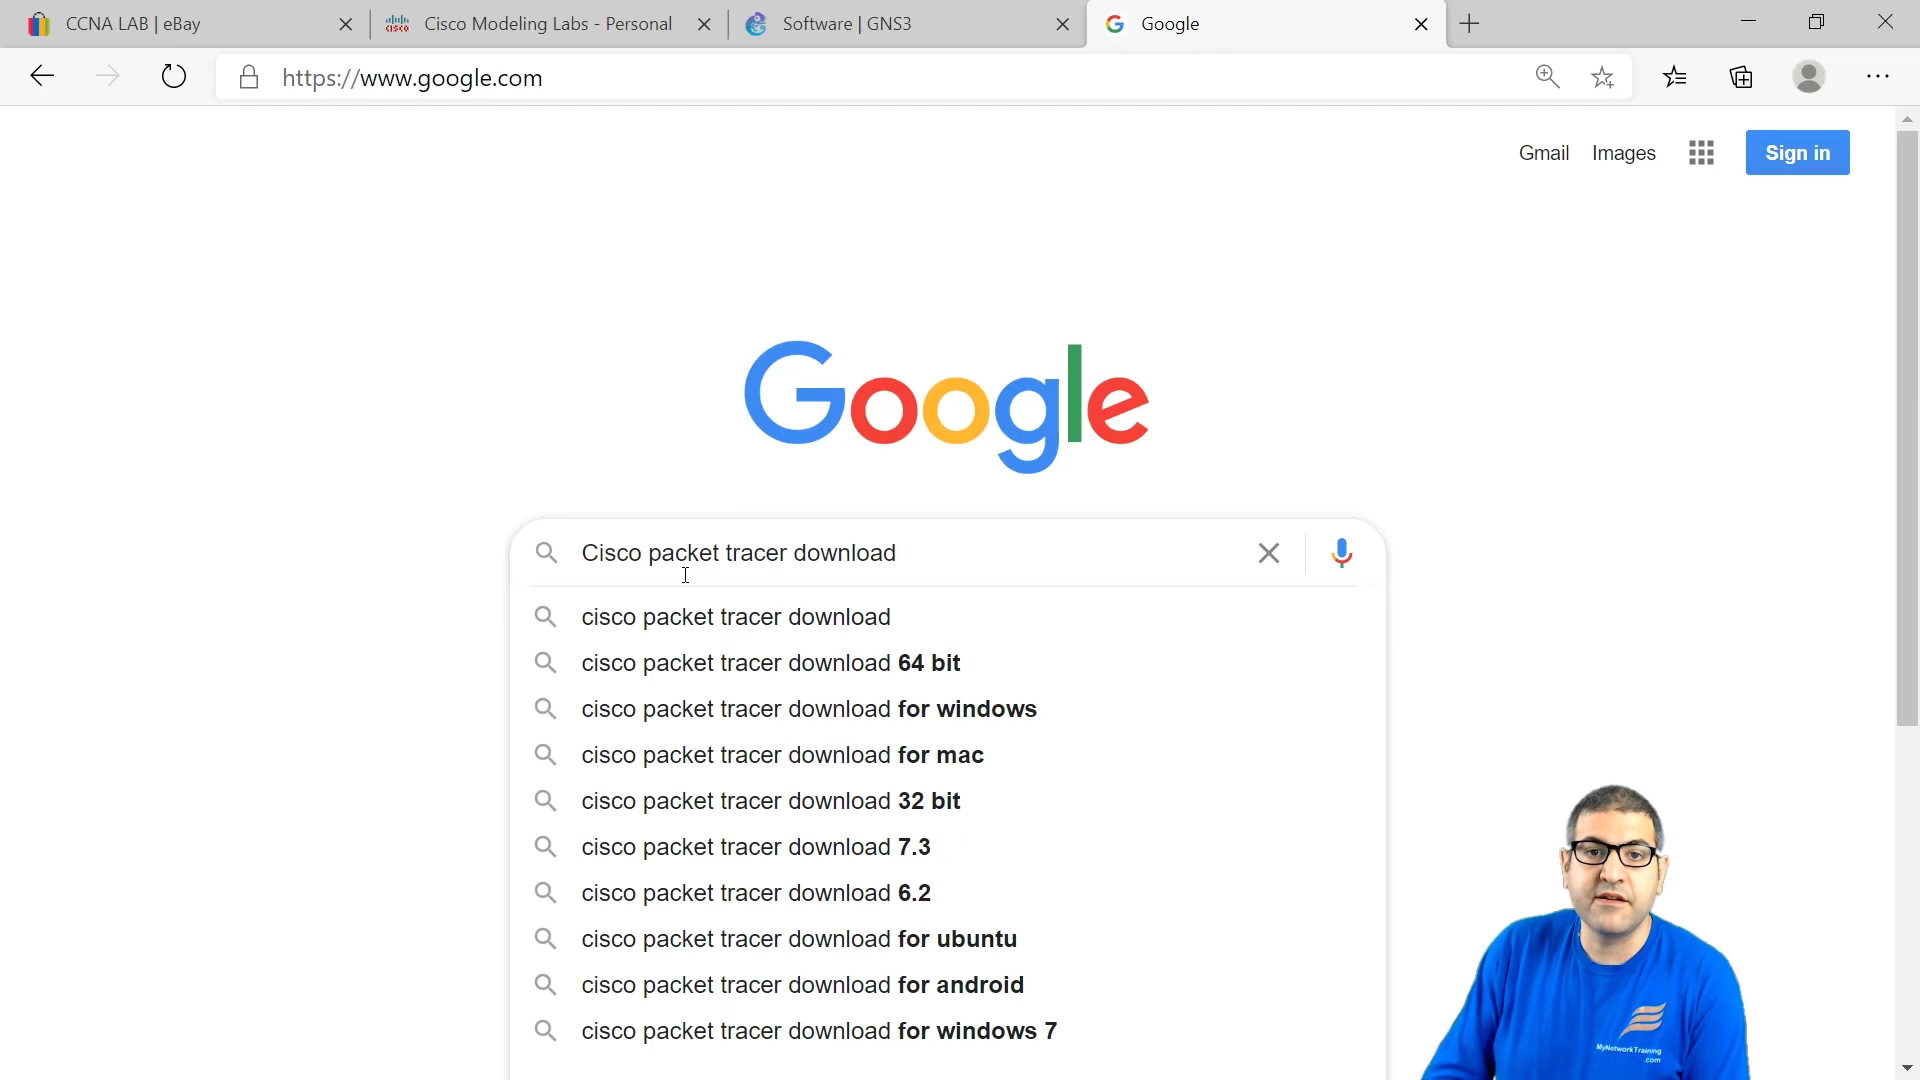 CCNA LAB | eBay
Cisco Modeling Labs - Personal
Software | GNS3
Google
https://www.google.com
Gmail
Images
Sign in
Google
Cisco packet tracer download
cisco packet tracer download
cisco packet tracer download 64 bit
cisco packet tracer download for windows
cisco packet tracer download for mac
cisco packet tracer download 32 bit
cisco packet tracer download 7.3
cisco packet tracer download 6.2
cisco packet tracer download for ubuntu
cisco packet tracer download for android
cisco packet tracer download for windows 7
MyNetworkTraining
.com